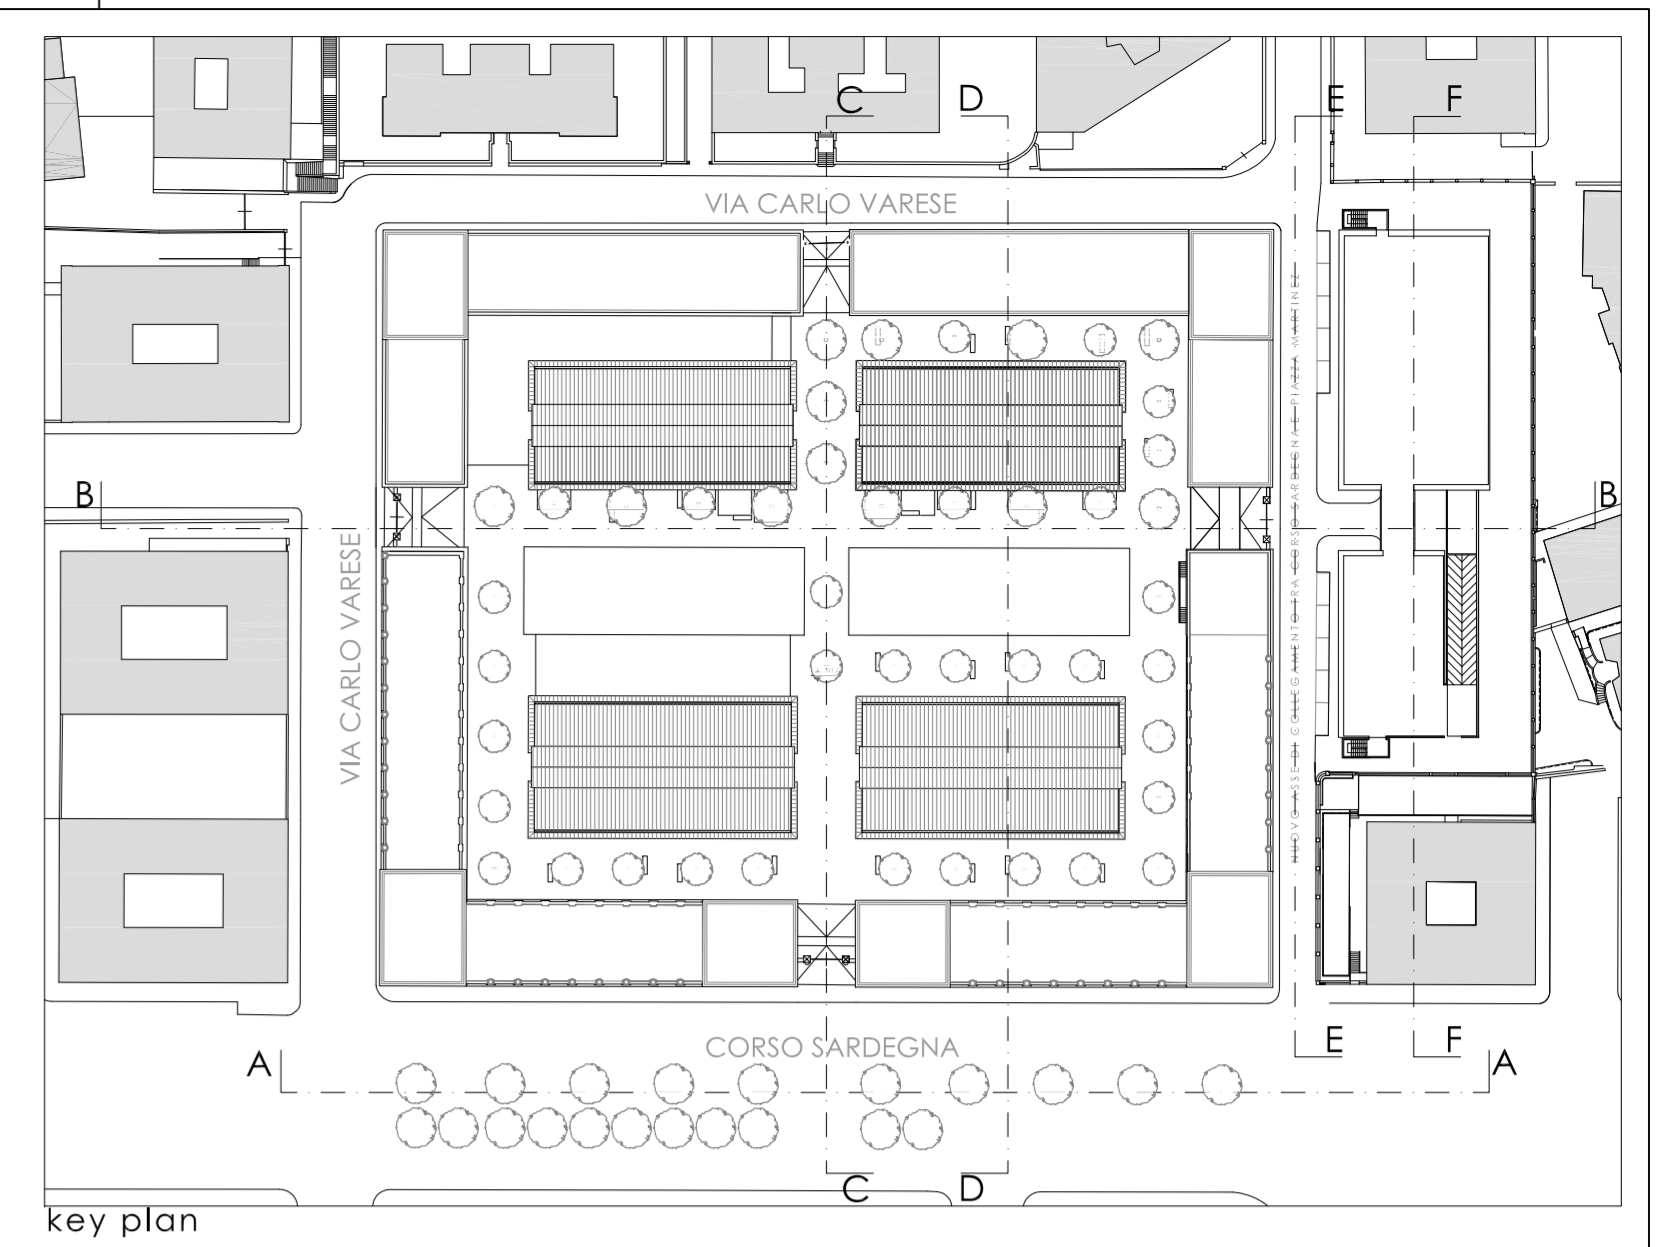 C D E F
VIA CARLO VARESE
B B
VIA CARLO VARESE
NUOVO ASSE DI COLLEGAMENTO TRA CORSO SARDEGNA E PIAZZA MARTINEZ
CORSO SARDEGNA
E F
A A
C D
key plan